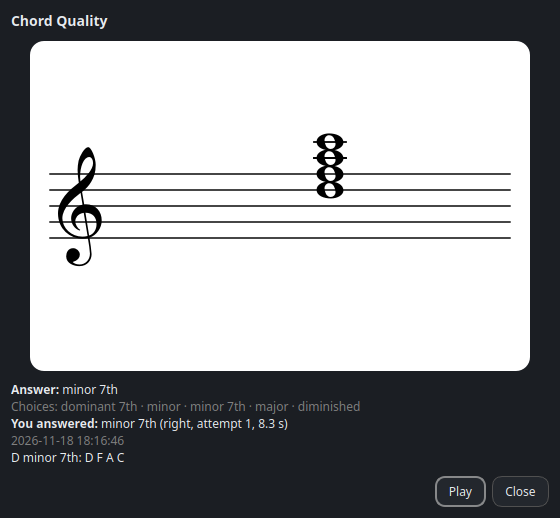 Chord Quality
Answer: minor 7th
Choices: dominant 7th · minor · minor 7th · major · diminished
You answered: minor 7th (right, attempt 1, 8.3 s)
2026-11-18 18:16:46
D minor 7th: D F A C
Play Close